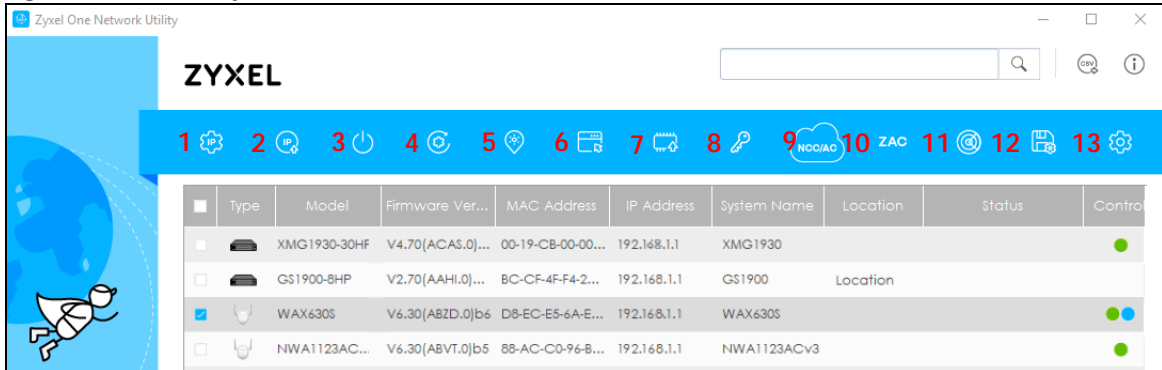 Zyxel One Network Utility
ZYXEL
CSV
1 IP 2 IP 3 4 5 6 7 8 9 NCC/AC 10 ZAC 11 12 13
Type Model Firmware Ver... MAC Address IP Address System Name Location Status Control
XMG1930-30HP V4.70(ACAS.0)... 00-19-CB-00-00... 192.168.1.1 XMG1930
GS1900-8HP V2.70(AAHI.0)... BC-CF-4F-F4-2... 192.168.1.1 GS1900 Location
WAX630S V6.30(ABZD.0)b6 D8-EC-E5-6A-E... 192.168.1.1 WAX630S
NWA1123AC... V6.30(ABVT.0)b5 88-AC-C0-96-B... 192.168.1.1 NWA1123ACv3